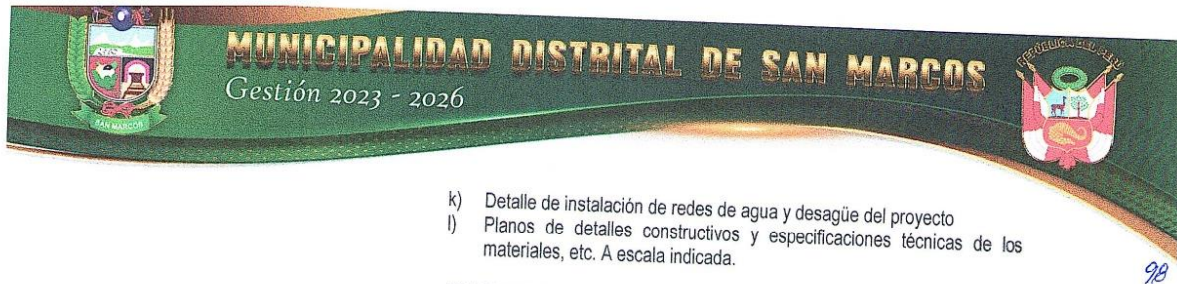 MUNICIPALIDAD DISTRITAL DE SAN MARCOS
Gestión 2023 - 2026
SAN MARCOS
REPÚBLICA DEL PERÚ
k) Detalle de instalación de redes de agua y desagüe del proyecto
l) Planos de detalles constructivos y especificaciones técnicas de los
materiales, etc. A escala indicada.
98